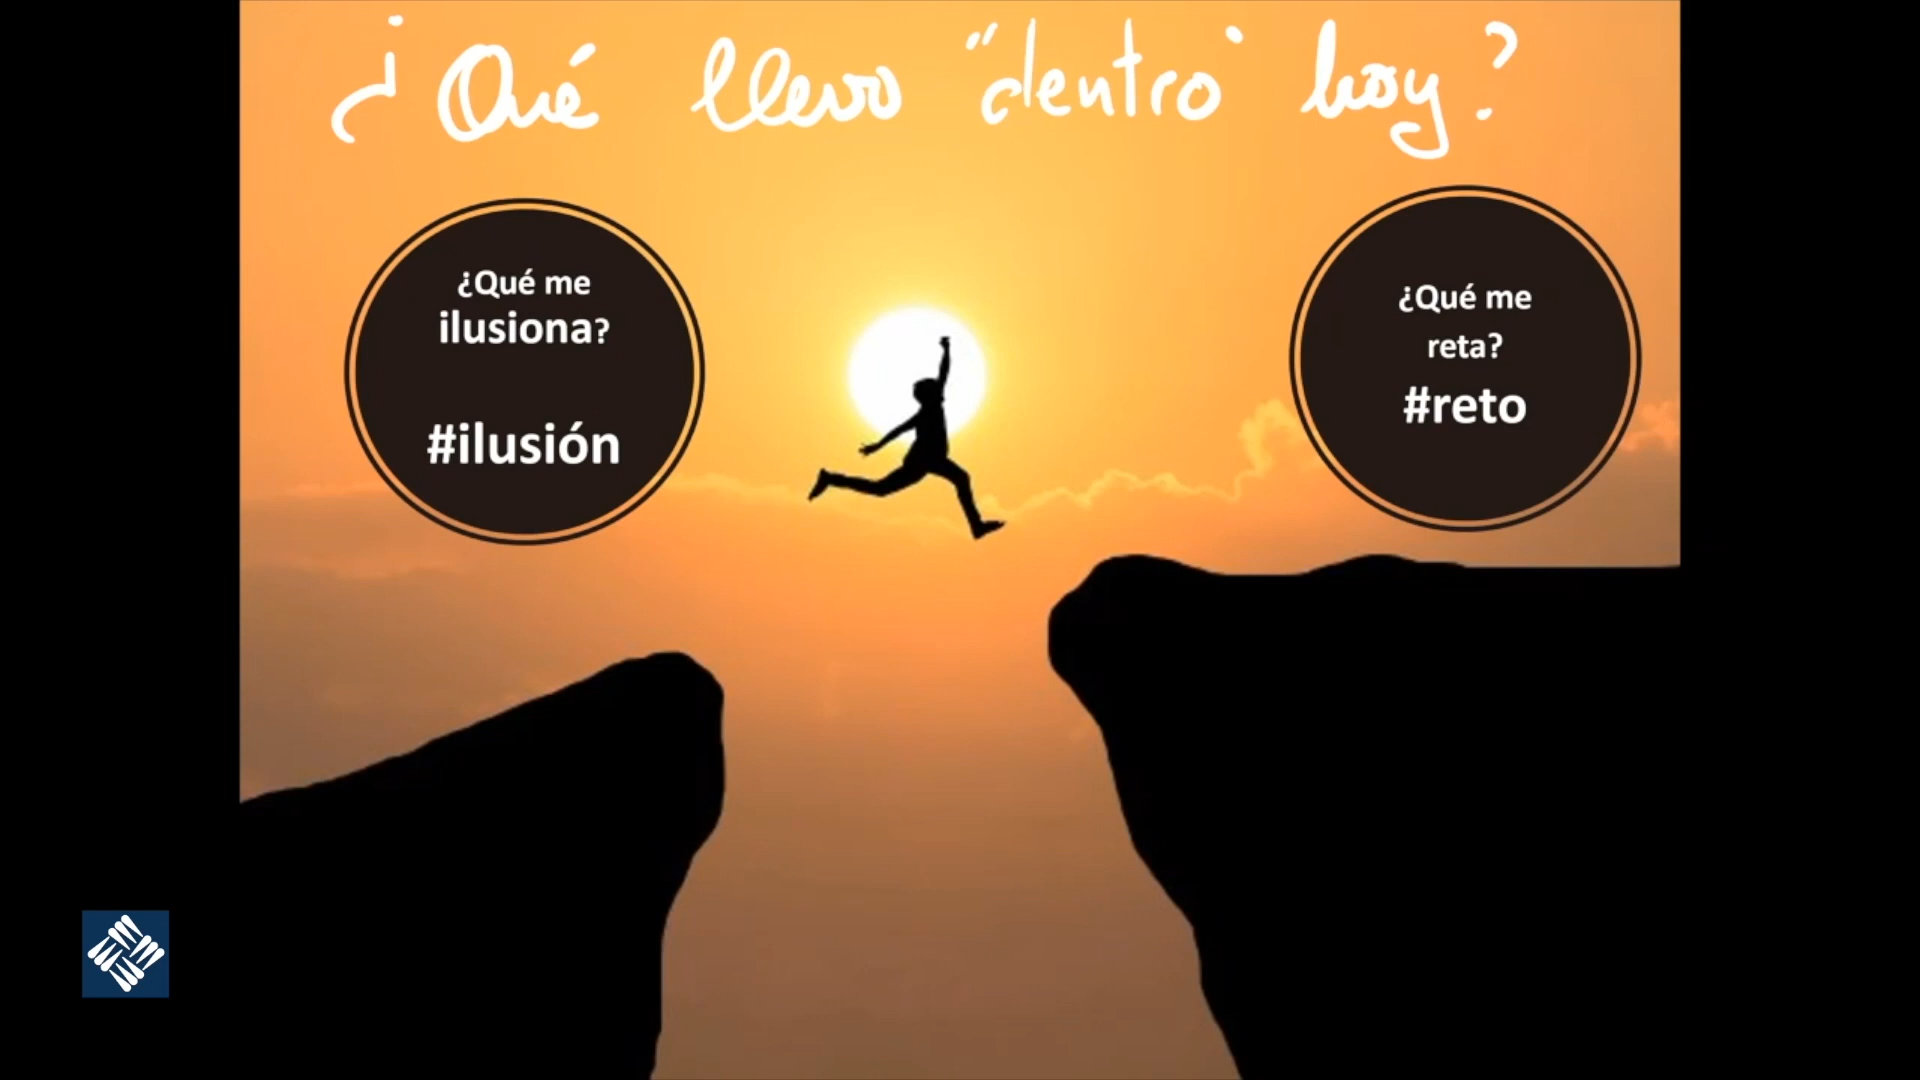 ¿Qué llevo "dentro" hoy?
¿Qué me
ilusiona?
#ilusión
¿Qué me
reta?
#reto